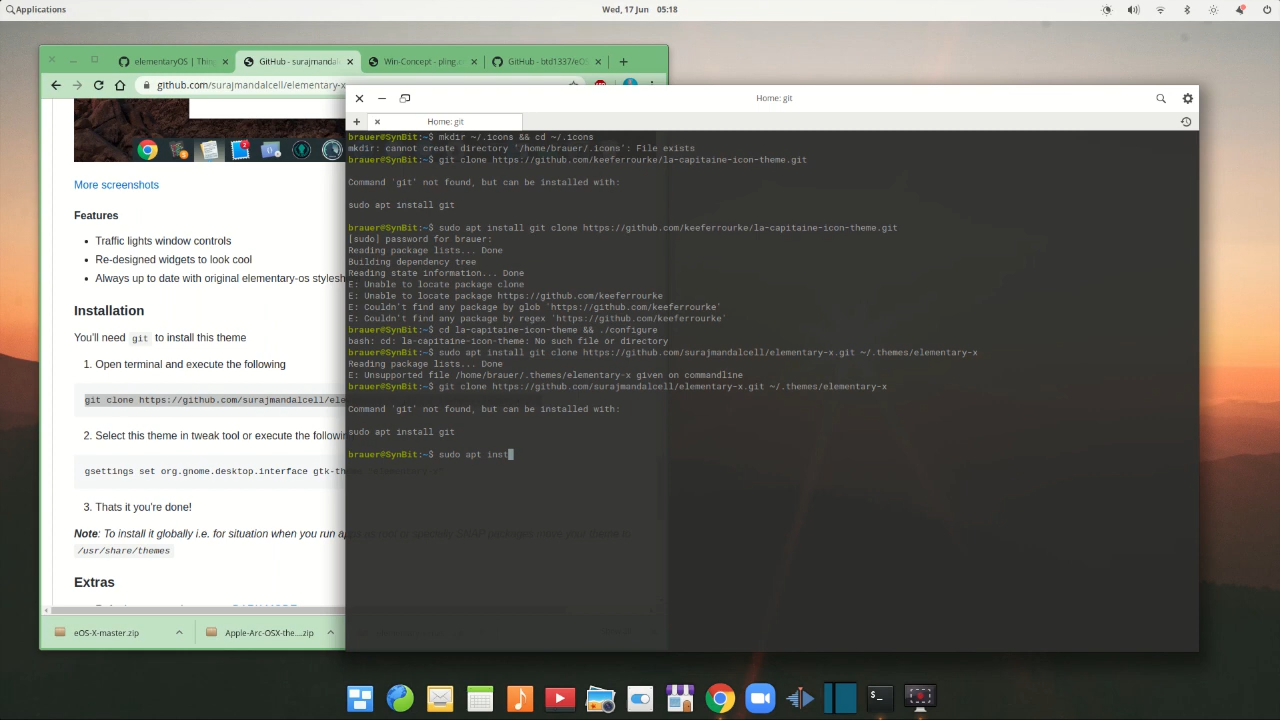 Applications
Wed, 17 Jun 05:18
elementaryOS | Thin
GitHub - surajmandal
Win-Concept - pling.c
GitHub - btd1337/eOS
github.com/surajmandalcell/elementary-x
More screenshots
Features
Traffic lights window controls
Re-designed widgets to look cool
Always up to date with original elementary-os stylesh
Installation
You'll need git to install this theme
1. Open terminal and execute the following
git clone https://github.com/surajmandalcell/ele
2. Select this theme in tweak tool or execute the followi
gsettings set org.gnome.desktop.interface gtk-th
3. Thats it you're done!
Note: To install it globally i.e. for situation when you run
/usr/share/themes
Extras
eOS-X-master.zip
Apple-Arc-OSX-the....zip
Home: git
Home: git
brauer@SynBit:~$ mkdir ~/.icons && cd ~/.icons
mkdir: cannot create directory '/home/brauer/.icons': File exists
brauer@SynBit:~$ git clone https://github.com/keeferrourke/la-capitaine-icon-theme.git
Command 'git' not found, but can be installed with:
sudo apt install git
brauer@SynBit:~$ sudo apt install git clone https://github.com/keeferrourke/la-capitaine-icon-theme.git
[sudo] password for brauer:
Reading package lists... Done
Building dependency tree
Reading state information... Done
E: Unable to locate package clone
E: Unable to locate package https://github.com/keeferrourke
E: Couldn't find any package by glob 'https://github.com/keeferrourke'
E: Couldn't find any package by regex 'https://github.com/keeferrourke'
brauer@SynBit:~$ cd la-capitaine-icon-theme && ./configure
bash: cd: la-capitaine-icon-theme: No such file or directory
brauer@SynBit:~$ sudo apt install git clone https://github.com/surajmandalcell/elementary-x.git ~/.themes/elementary-x
Reading package lists... Done
E: Unsupported file /home/brauer/.themes/elementary-x given on commandline
brauer@SynBit:~$ git clone https://github.com/surajmandalcell/elementary-x.git ~/.themes/elementary-x
Command 'git' not found, but can be installed with:
sudo apt install git
brauer@SynBit:~$ sudo apt inst